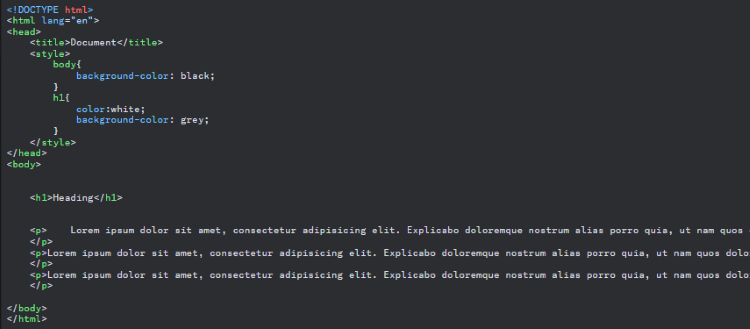 <!DOCTYPE html>
<html lang="en">
<head>
    <title>Document</title>
    <style>
        body{
            background-color: black;
        }
        h1{
            color:white;
            background-color: grey;
        }
    </style>
</head>
<body>
    <h1>Heading</h1>
    <p>    Lorem ipsum dolor sit amet, consectetur adipisicing elit. Explicabo doloremque nostrum alias porro quia, ut nam quos
    </p>
    <p>Lorem ipsum dolor sit amet, consectetur adipisicing elit. Explicabo doloremque nostrum alias porro quia, ut nam quos dolo
    </p>
    <p>Lorem ipsum dolor sit amet, consectetur adipisicing elit. Explicabo doloremque nostrum alias porro quia, ut nam quos dolo
    </p>
</body>
</html>